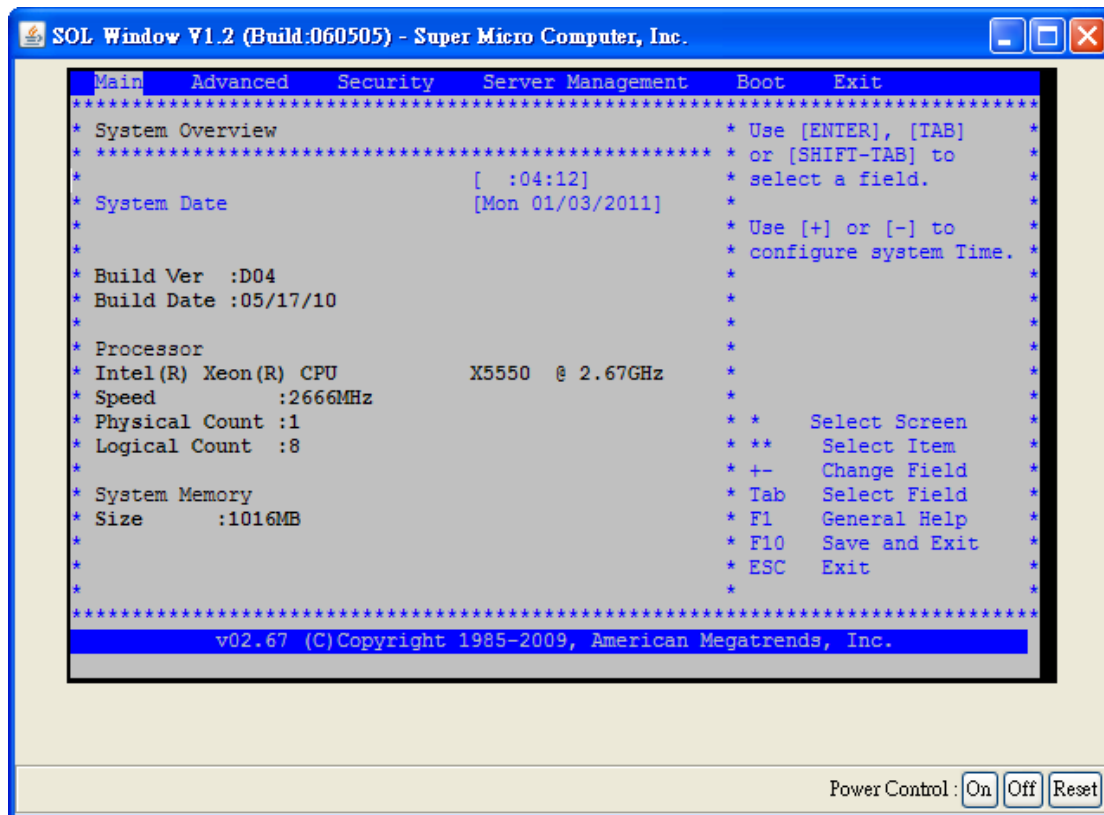 SOL Window V1.2 (Build:060505) - Super Micro Computer, Inc.
Main Advanced Security Server Management Boot Exit
********************************************************************************
* System Overview * Use [ENTER], [TAB] *
* *************************************************** * or [SHIFT-TAB] to *
* [ :04:12] * select a field. *
* System Date [Mon 01/03/2011] * *
* * Use [+] or [-] to *
* * configure system Time. *
* Build Ver :D04 * *
* Build Date :05/17/10 * *
* * *
* Processor * *
* Intel(R) Xeon(R) CPU X5550 @ 2.67GHz * *
* Speed :2666MHz * *
* Physical Count :1 * * Select Screen *
* Logical Count :8 * ** Select Item *
* * +- Change Field *
* System Memory * Tab Select Field *
* Size :1016MB * F1 General Help *
* * F10 Save and Exit *
* * ESC Exit *
* * *
********************************************************************************
v02.67 (C)Copyright 1985-2009, American Megatrends, Inc.
Power Control : On Off Reset